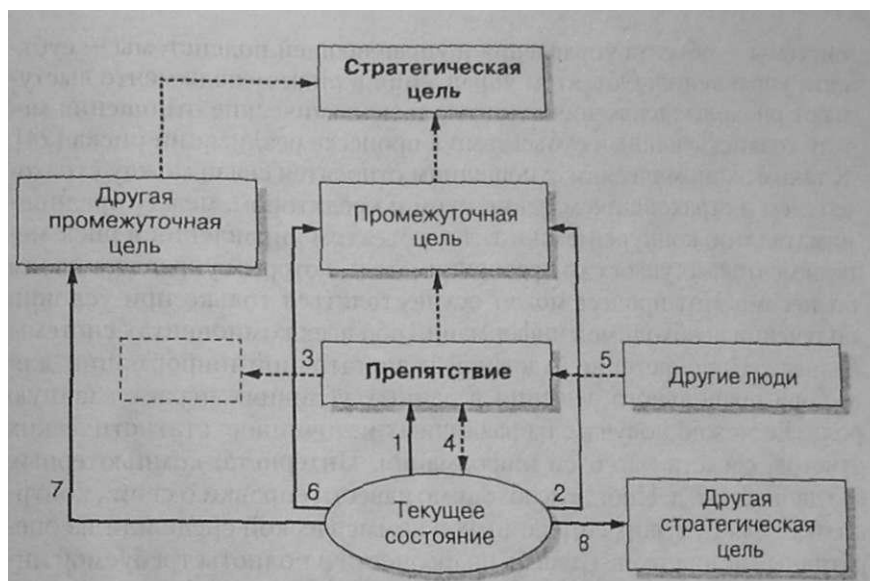 Стратегическая
цель
Другая
промежуточная
цель
Промежуточная
цель
3
Препятствие
5
Другие люди
1
4
7
6
Текущее
состояние
2
8
Другая
стратегическая
цель